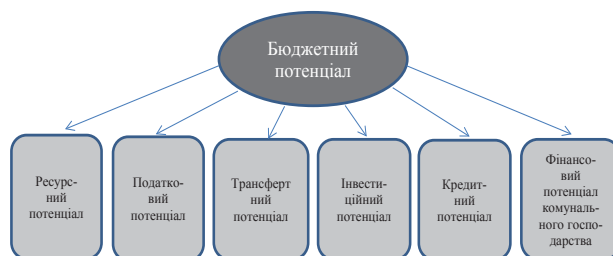 Бюджетний
потенціал
Ресурс-
ний
потенціал
Податко-
вий
потенціал
Трансферт
ний
потенціал
Інвести-
ційний
потенціал
Кредит-
ний
потенціал
Фінансо-
вий
потенціал
комуналь-
ного госпо-
дарства